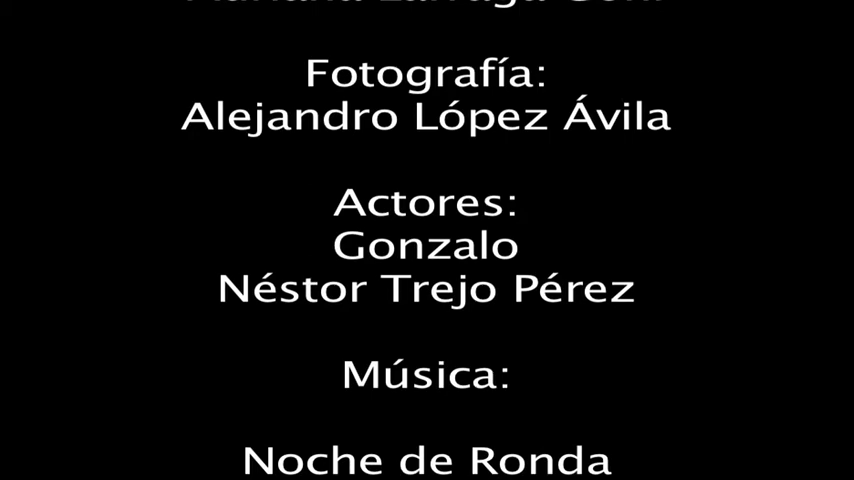 Fotografía:
Alejandro López Ávila
Actores:
Gonzalo
Néstor Trejo Pérez
Música:
Noche de Ronda